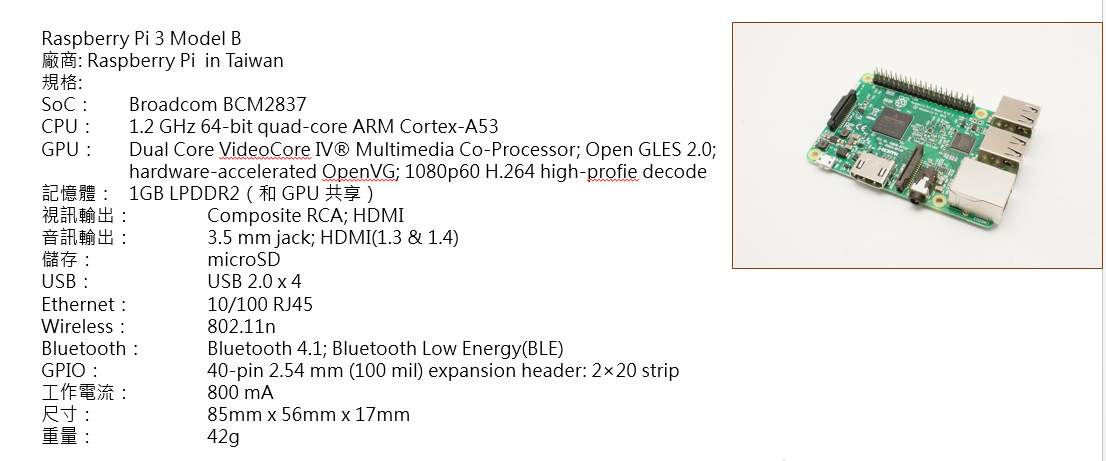 Raspberry Pi 3 Model B
廠商: Raspberry Pi  in Taiwan
規格:
SoC： Broadcom BCM2837
CPU： 1.2 GHz 64-bit quad-core ARM Cortex-A53
GPU： Dual Core VideoCore IV® Multimedia Co-Processor; Open GLES 2.0;
hardware-accelerated OpenVG; 1080p60 H.264 high-profie decode
記憶體： 1GB LPDDR2（和 GPU 共享）
視訊輸出： Composite RCA; HDMI
音訊輸出： 3.5 mm jack; HDMI(1.3 & 1.4)
儲存： microSD
USB： USB 2.0 x 4
Ethernet： 10/100 RJ45
Wireless： 802.11n
Bluetooth： Bluetooth 4.1; Bluetooth Low Energy(BLE)
GPIO： 40-pin 2.54 mm (100 mil) expansion header: 2×20 strip
工作電流： 800 mA
尺寸： 85mm x 56mm x 17mm
重量： 42g